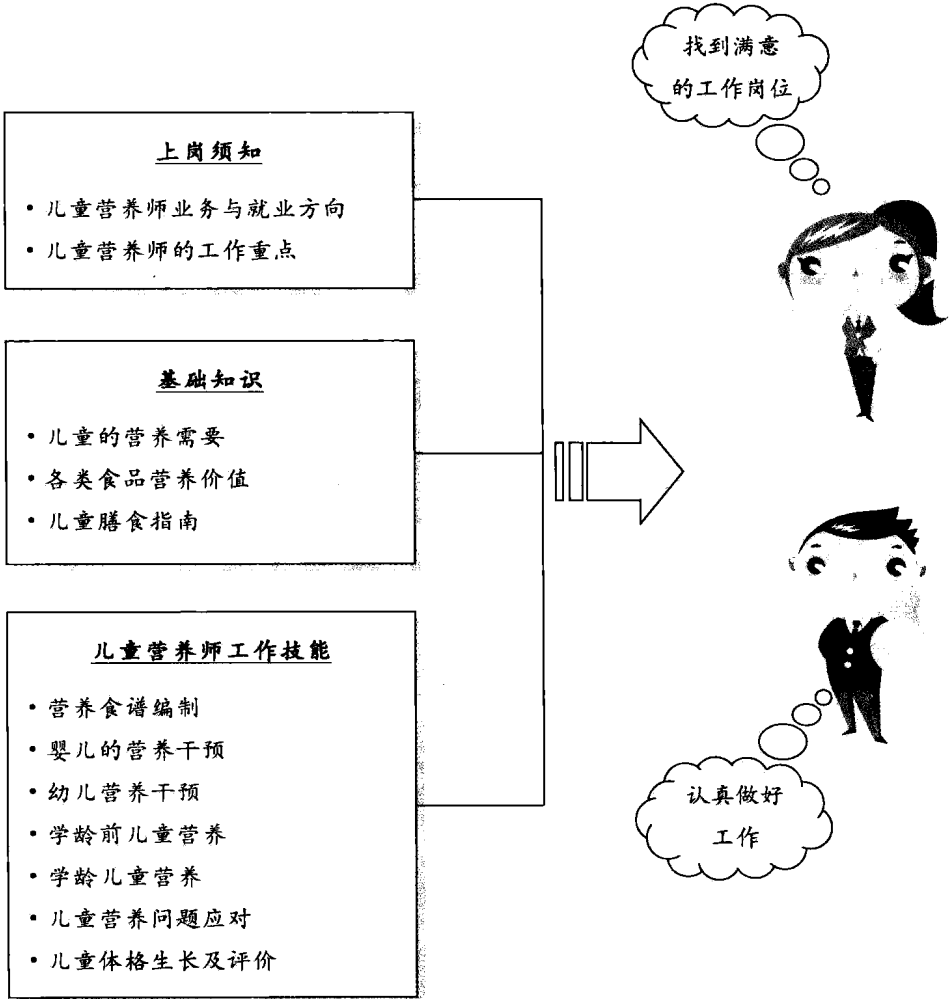 找到满意
的工作岗位
上岗须知
• 儿童营养师业务与就业方向
• 儿童营养师的工作重点
基础知识
• 儿童的营养需要
• 各类食品营养价值
• 儿童膳食指南
儿童营养师工作技能
• 营养食谱编制
• 婴儿的营养干预
• 幼儿营养干预
• 学龄前儿童营养
• 学龄儿童营养
• 儿童营养问题应对
• 儿童体格生长及评价
认真做好
工作